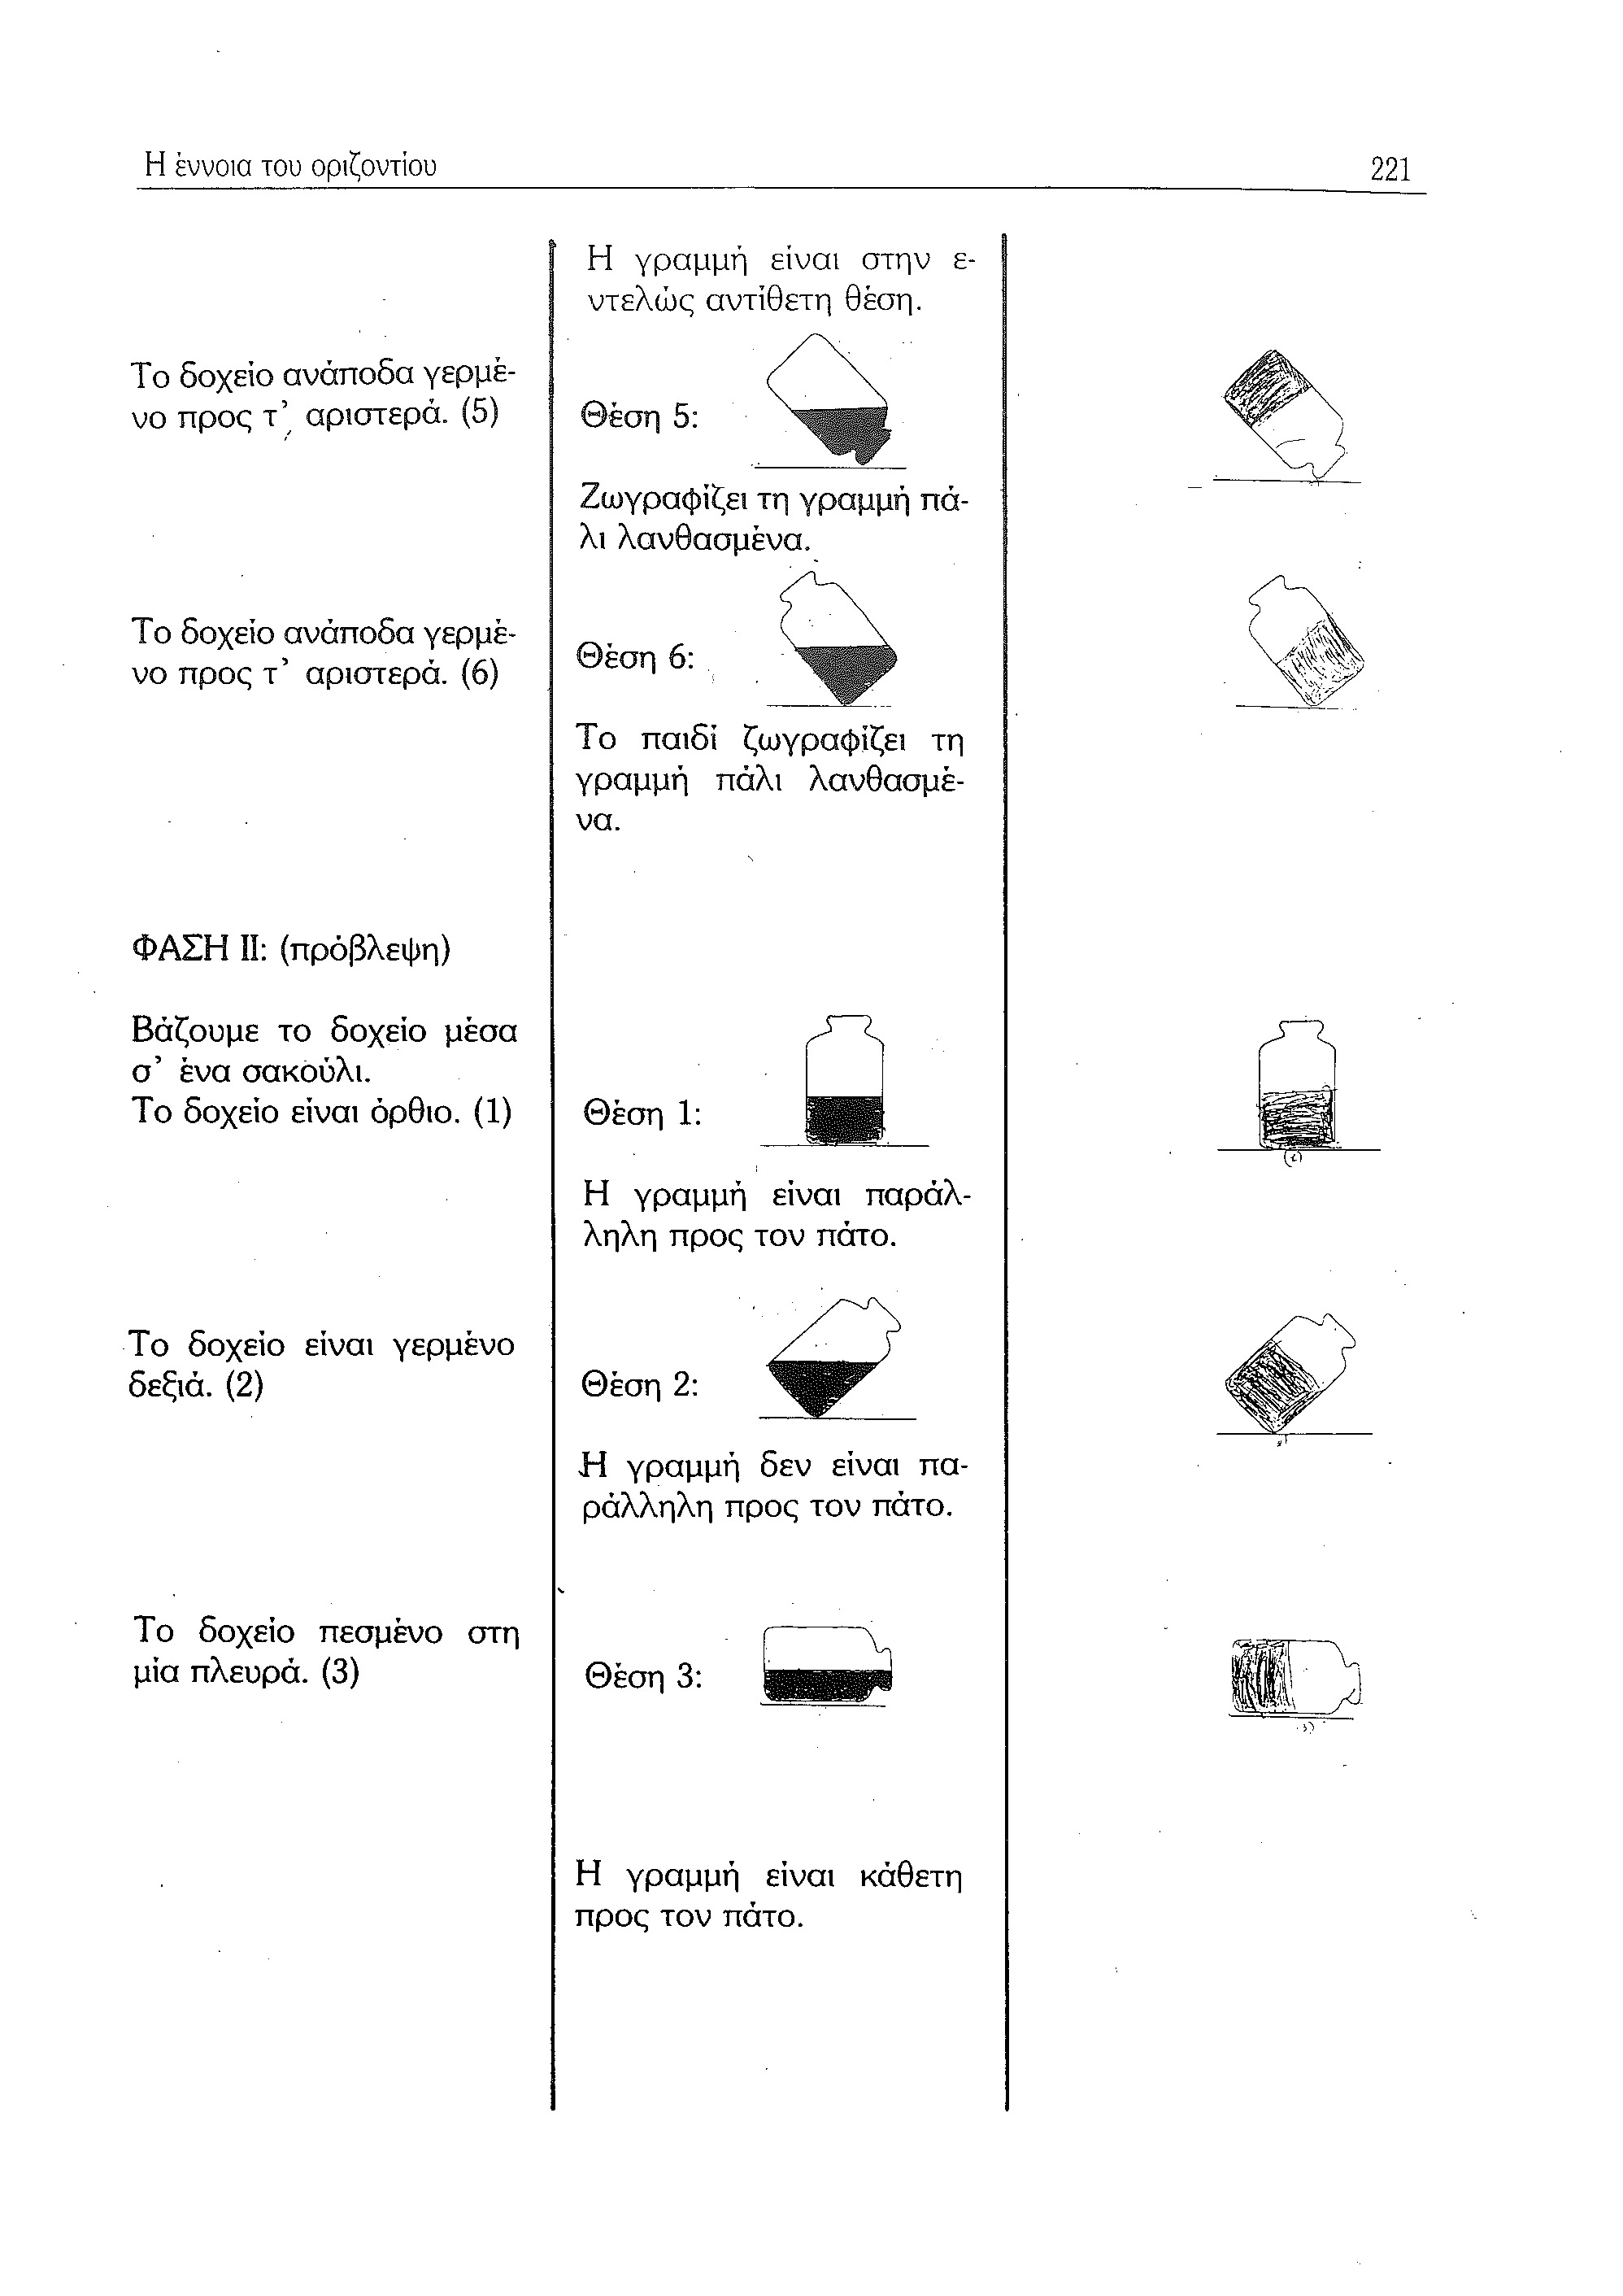 Η έννοια του οριζοντίου
221
Η γραμμή είναι στην ε-
ντελώς αντίθετη θέση.
Το δοχείο ανάποδα γερμέ-
νο προς τ’ αριστερά. (5)
Θέση 5:
Ζωγραφίζει τη γραμμή πά-
λι λανθασμένα.
Το δοχείο ανάποδα γερμέ-
νο προς τ’ αριστερά. (6)
Θέση 6:
Το παιδί ζωγραφίζει τη
γραμμή πάλι λανθασμέ-
να.
ΦΑΣΗ ΙΙ: (πρόβλεψη)
Βάζουμε το δοχείο μέσα
σ’ ένα σακούλι.
Το δοχείο είναι όρθιο. (1)
Θέση 1:
Η γραμμή είναι παράλ-
ληλη προς τον πάτο.
Το δοχείο είναι γερμένο
δεξιά. (2)
Θέση 2:
Η γραμμή δεν είναι πα-
ράλληλη προς τον πάτο.
Το δοχείο πεσμένο στη
μία πλευρά. (3)
Θέση 3:
Η γραμμή είναι κάθετη
προς τον πάτο.